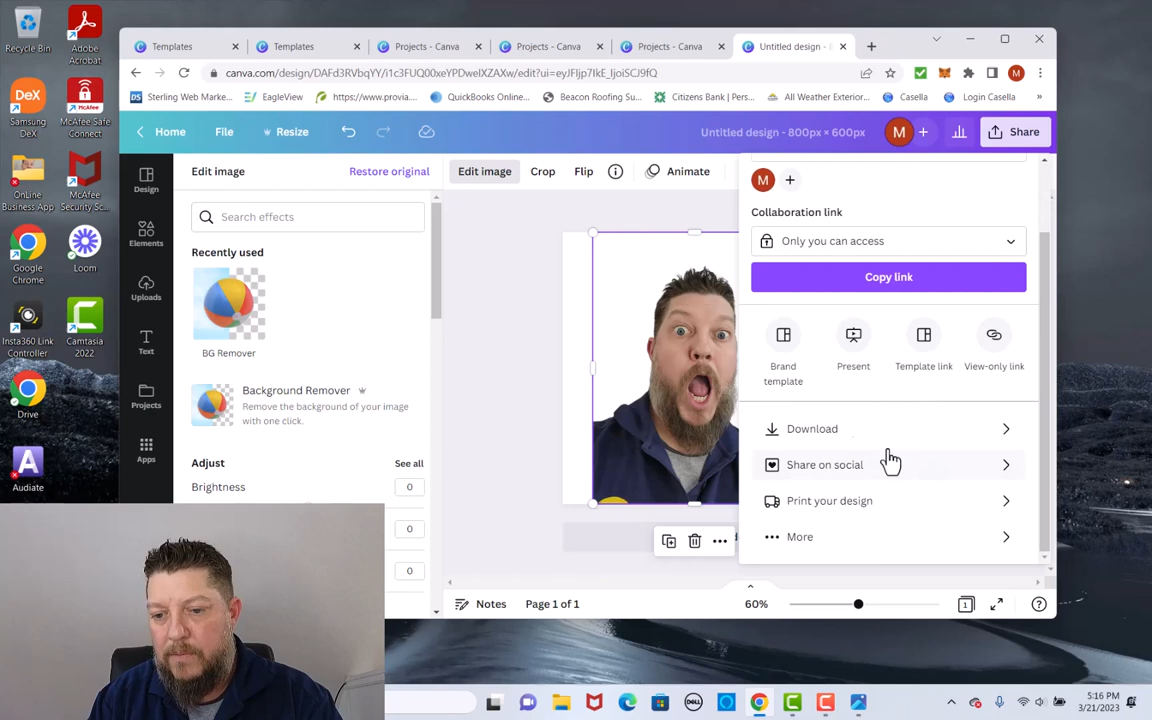 Recycle Bin
Adobe
Acrobat
Templates
Templates
Projects - Canva
Projects - Canva
Projects - Canva
Untitled design -
canva.com/design/DAFd3RVbqYY/i1c3FUQ00xeYPDweIXZAXw/edit?ui=eyJFIjp7IkE_IjoiSCJ9fQ
M
Sterling Web Marke...
EagleView
https://www.provia....
QuickBooks Online...
Beacon Roofing Su...
Citizens Bank | Pers...
All Weather Exterior...
Casella
Login Casella
»
DeX
Samsung
DeX
McAfee Safe
Connect
Home
File
Resize
Untitled design - 800px × 600px
M
Share
OnLine
Business App
McAfee
Security Sc...
Design
Edit image
Restore original
Edit image
Crop
Flip
Animate
M
Search effects
Collaboration link
Elements
Only you can access
Recently used
Google
Chrome
Loom
Uploads
Copy link
BG Remover
Text
Insta360 Link
Controller
Camtasia
2022
Brand
template
Present
Template link
View-only link
Background Remover
Remove the background of your image
with one click.
Projects
Drive
Download
Apps
Adjust
See all
Share on social
Brightness
0
Print your design
0
More
Audiate
0
Notes
Page 1 of 1
60%
1
DELL
5:16 PM
3/21/2023